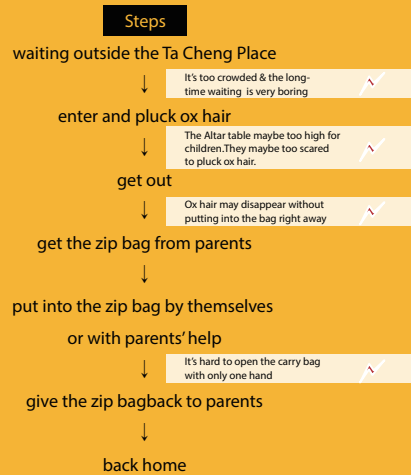 Steps
waiting outside the Ta Cheng Place
↓
It's too crowded & the long-
time waiting is very boring
enter and pluck ox hair
↓
The Altar table maybe too high for
children.They maybe too scared
to pluck ox hair.
get out
↓
Ox hair may disappear without
putting into the bag right away
get the zip bag from parents
↓
put into the zip bag by themselves
or with parents' help
↓
It's hard to open the carry bag
with only one hand
give the zip bagback to parents
↓
back home